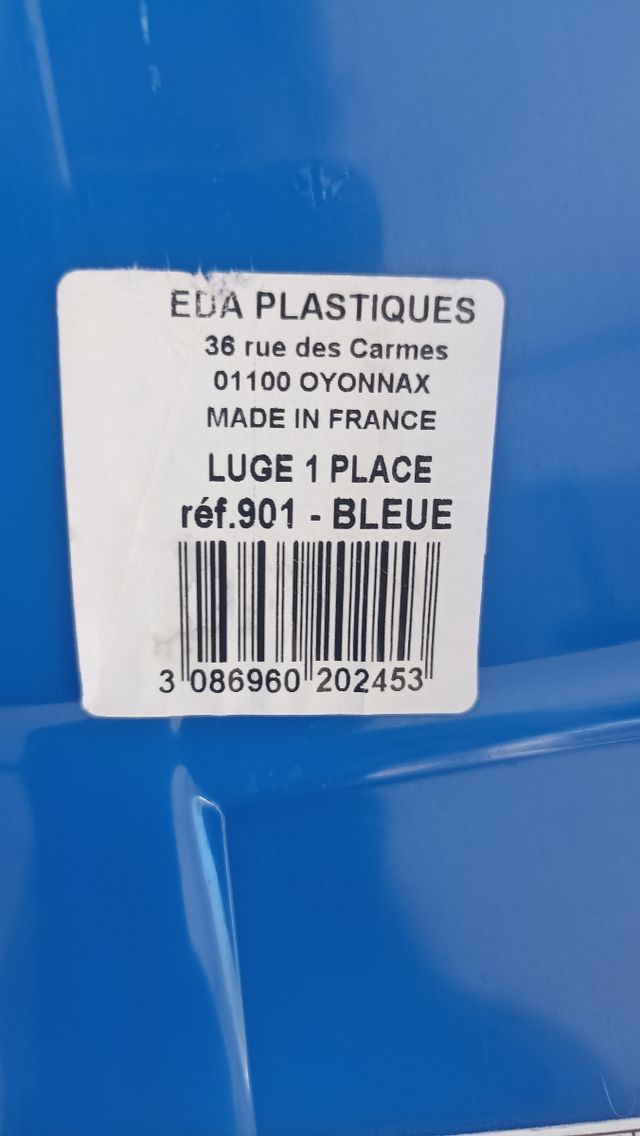 EDA PLASTIQUES
36 rue des Carmes
01100 OYONNAX
MADE IN FRANCE
LUGE 1 PLACE
réf.901 - BLEUE
3 086960 202453